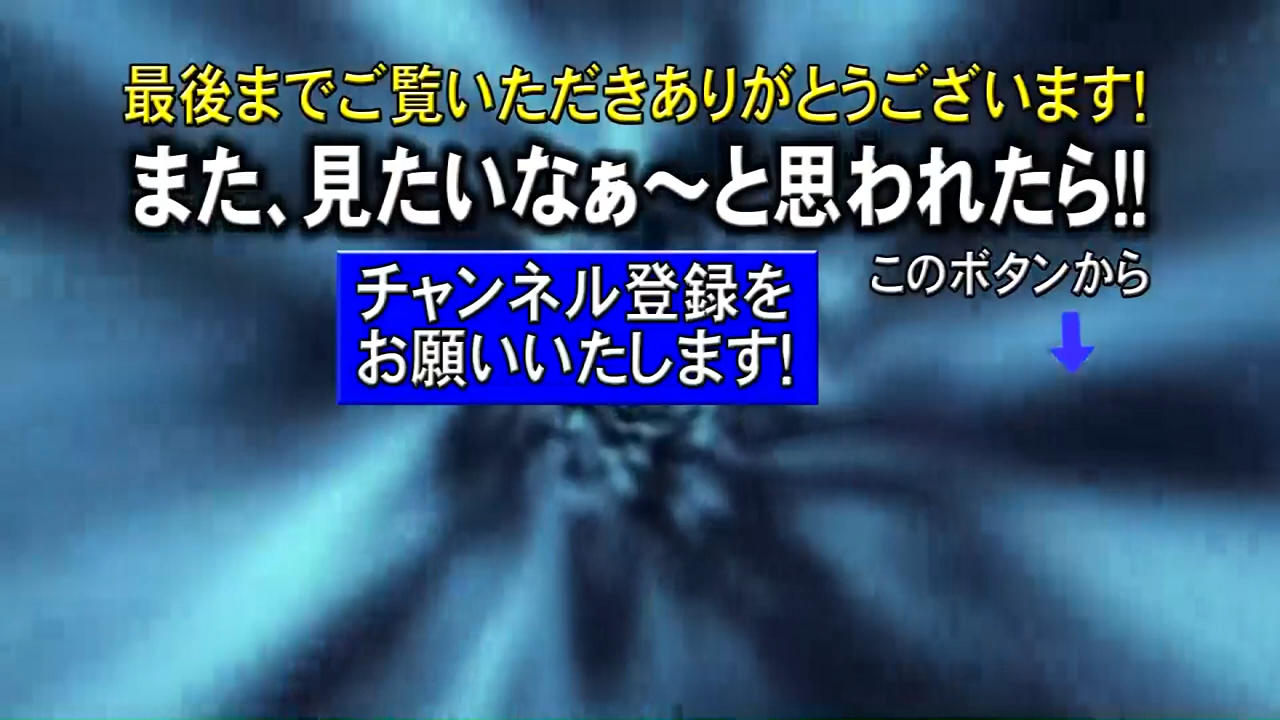 最後までご覧いただきありがとうございます!
また、見たいなぁ～と思われたら!!
チャンネル登録を
お願いいたします!
このボタンから